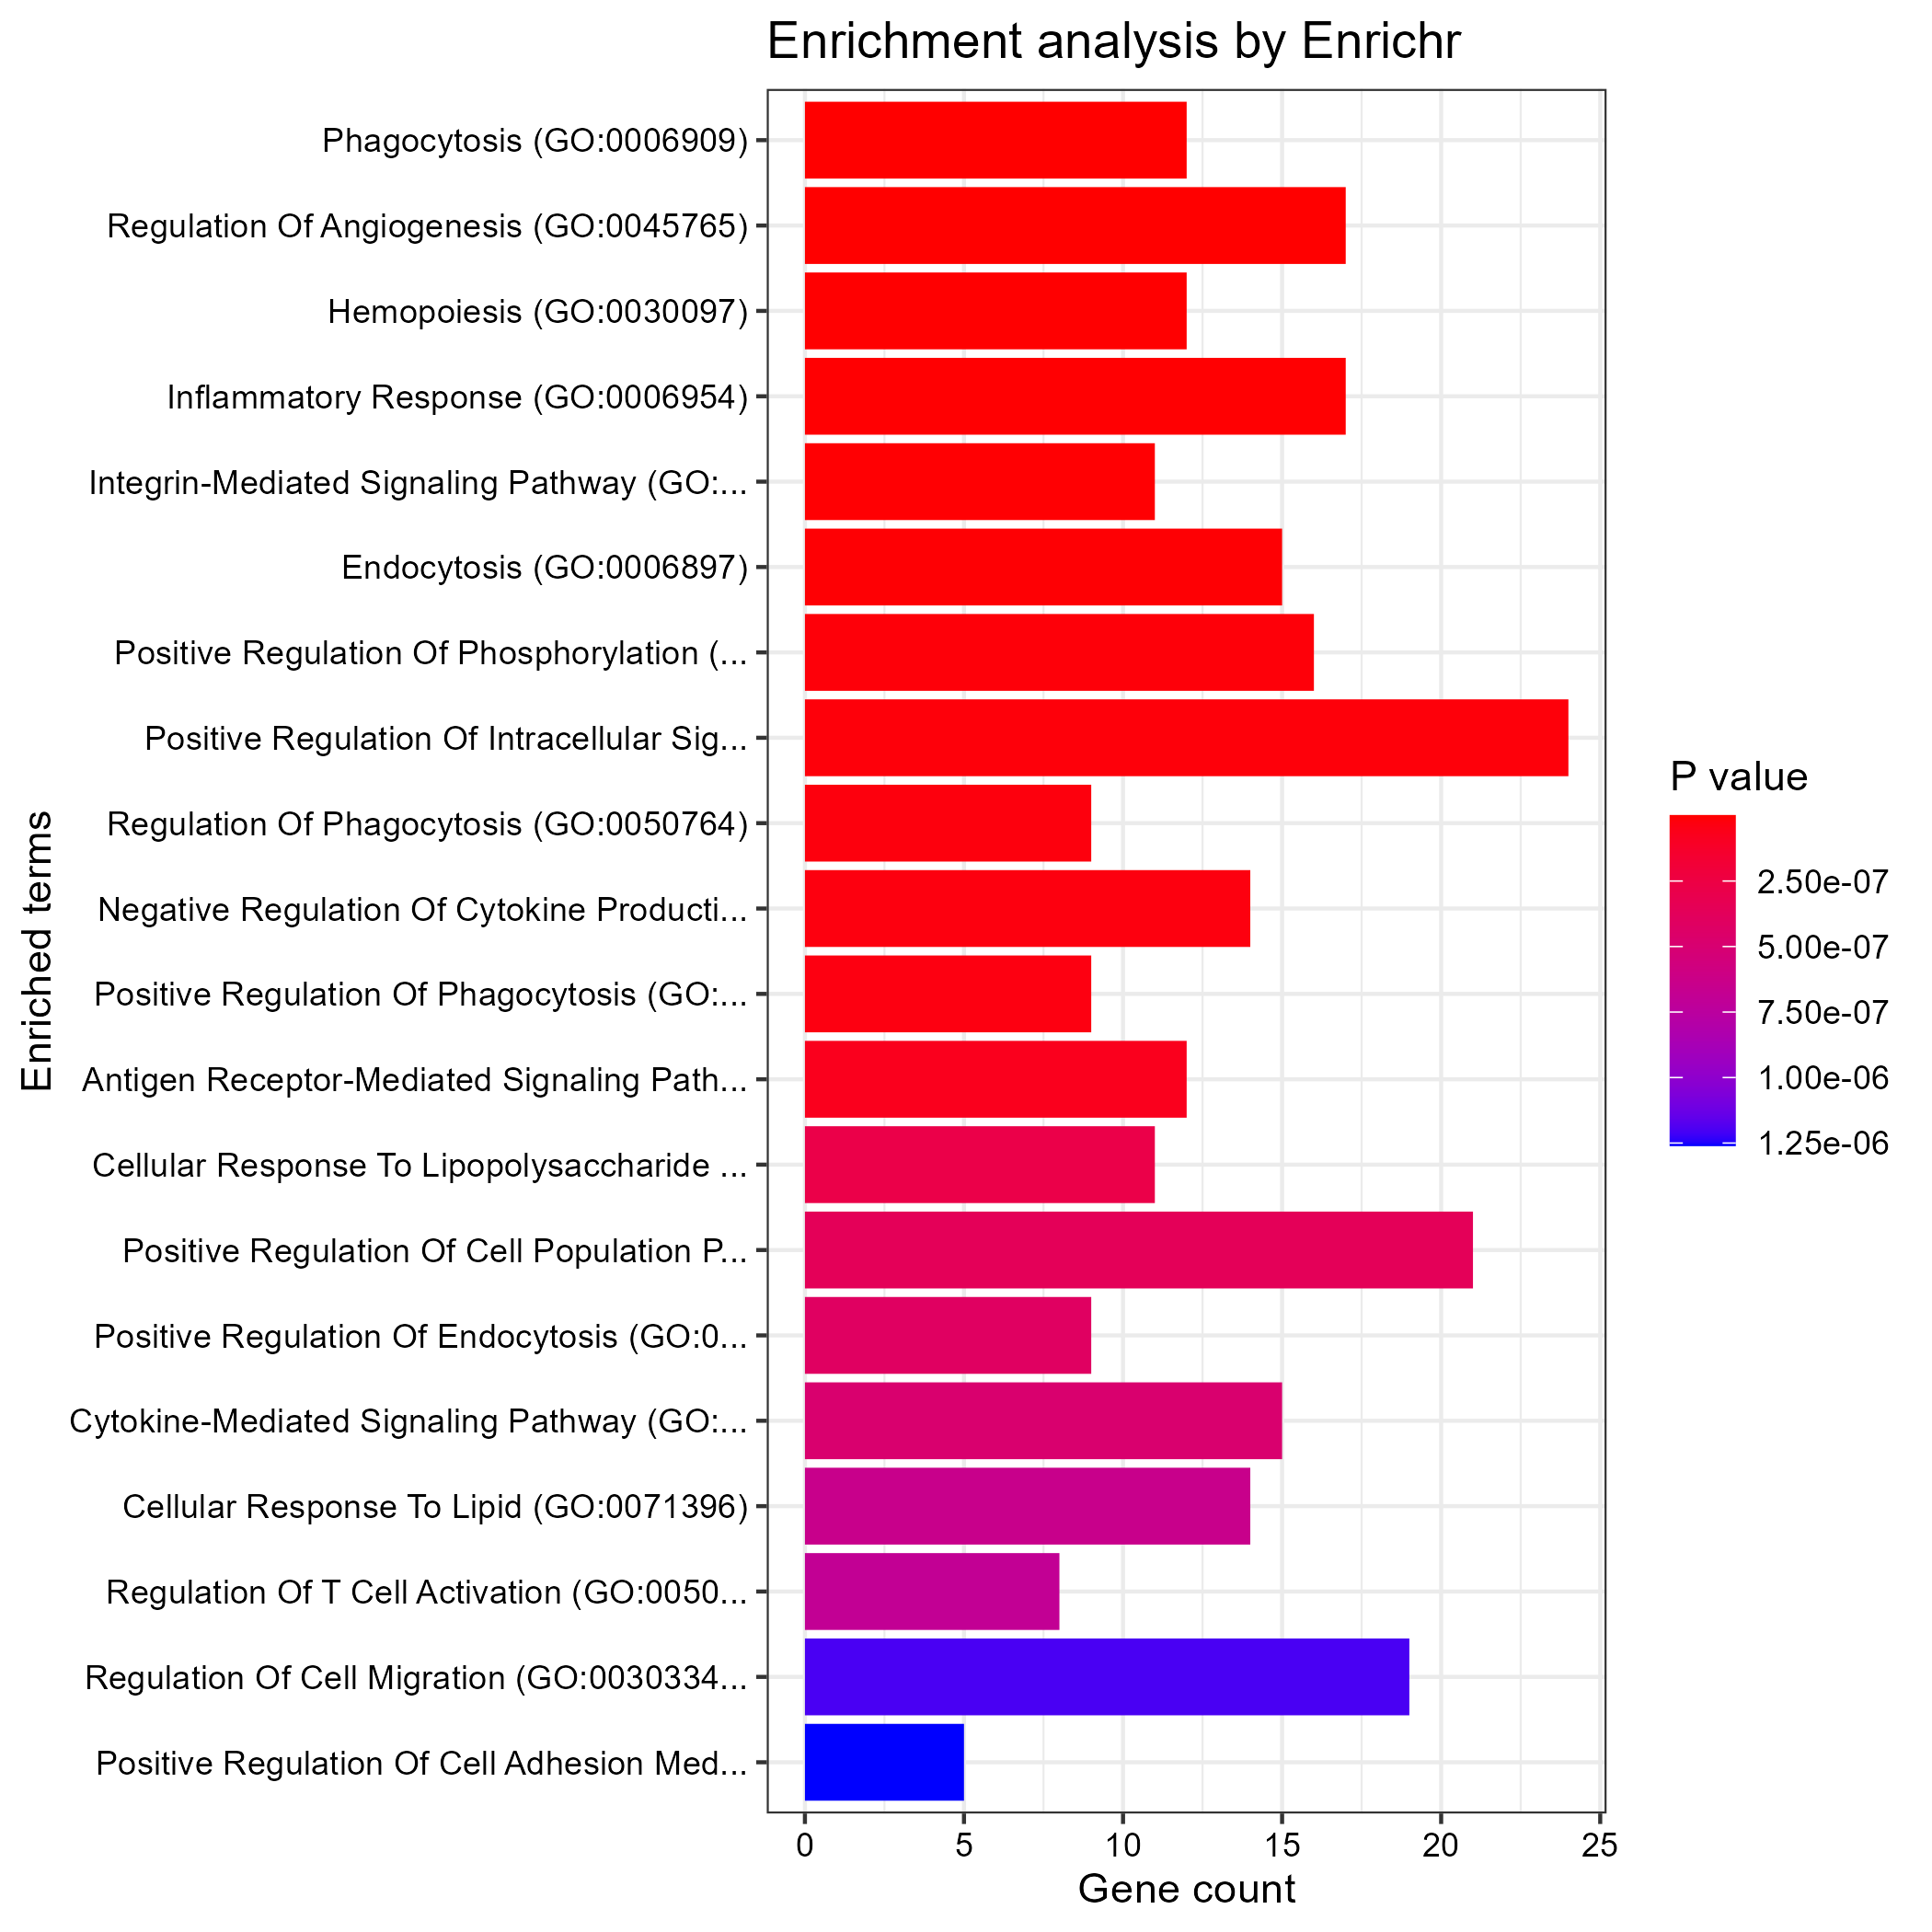 Enrichment analysis by Enrichr
Phagocytosis (GO:0006909)
Regulation Of Angiogenesis (GO:0045765)
Hemopoiesis (GO:0030097)
Inflammatory Response (GO:0006954)
Integrin-Mediated Signaling Pathway (GO:...
Endocytosis (GO:0006897)
Positive Regulation Of Phosphorylation (...
Positive Regulation Of Intracellular Sig...
Regulation Of Phagocytosis (GO:0050764)
Negative Regulation Of Cytokine Producti...
Positive Regulation Of Phagocytosis (GO:...
Antigen Receptor-Mediated Signaling Path...
Cellular Response To Lipopolysaccharide ...
Positive Regulation Of Cell Population P...
Positive Regulation Of Endocytosis (GO:0...
Cytokine-Mediated Signaling Pathway (GO:...
Cellular Response To Lipid (GO:0071396)
Regulation Of T Cell Activation (GO:0050...
Regulation Of Cell Migration (GO:0030334...
Positive Regulation Of Cell Adhesion Med...
Enriched terms
0 5 10 15 20 25
Gene count
P value
2.50e-07
5.00e-07
7.50e-07
1.00e-06
1.25e-06